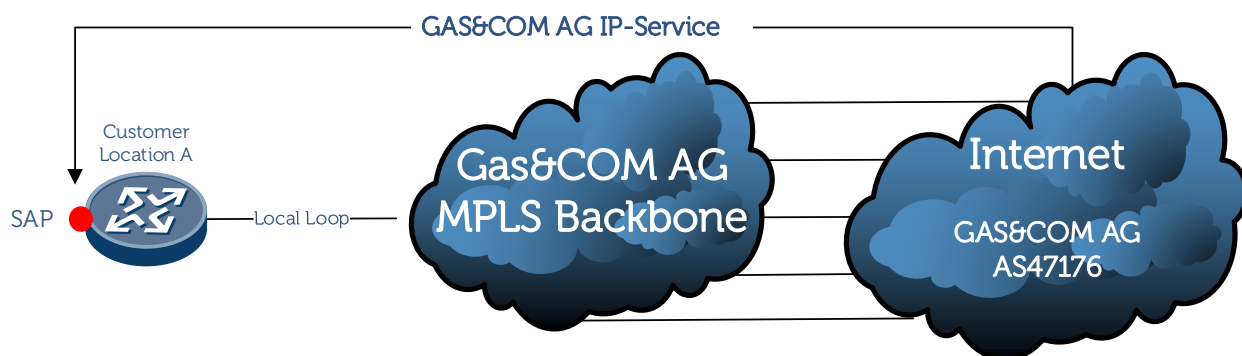 GAS&COM AG IP-Service
Customer
Location A
SAP
Local Loop
Gas&COM AG
MPLS Backbone
Internet
GAS&COM AG
AS47176